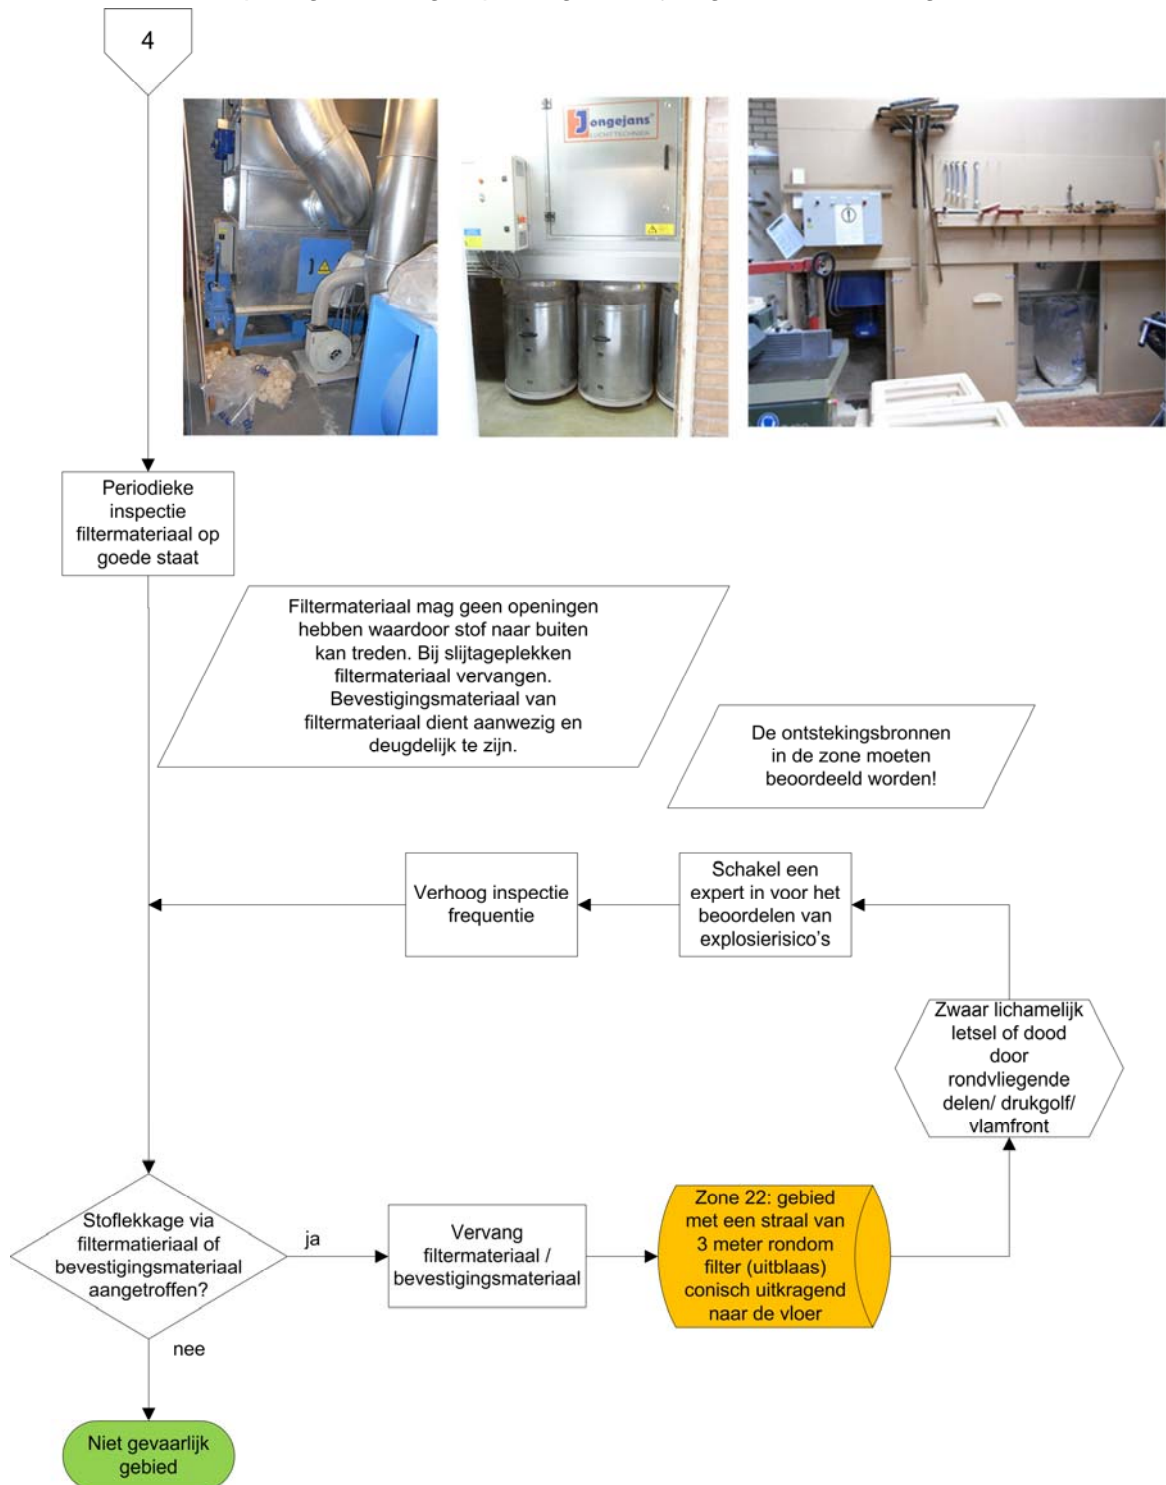 4
Jongejans
LUCHTTECHNIEK
Periodieke
inspectie
filtermateriaal op
goede staat
Filtermateriaal mag geen openingen
hebben waardoor stof naar buiten
kan treden. Bij slijtageplekken
filtermateriaal vervangen.
Bevestigingsmateriaal van
filtermateriaal dient aanwezig en
deugdelijk te zijn.
De ontstekingsbronnen
in de zone moeten
beoordeeld worden!
Verhoog inspectie
frequentie
Schakel een
expert in voor het
beoordelen van
explosierisico's
Zwaar lichamelijk
letsel of dood
door
rondvliegende
delen/ drukgolf/
vlamfront
Stoflekkage via
filtermatieriaal of
bevestigingsmateriaal
aangetroffen?
ja
Vervang
filtermateriaal /
bevestigingsmateriaal
Zone 22: gebied
met een straal van
3 meter rondom
filter (uitblaas)
conisch uitkragend
naar de vloer
nee
Niet gevaarlijk
gebied